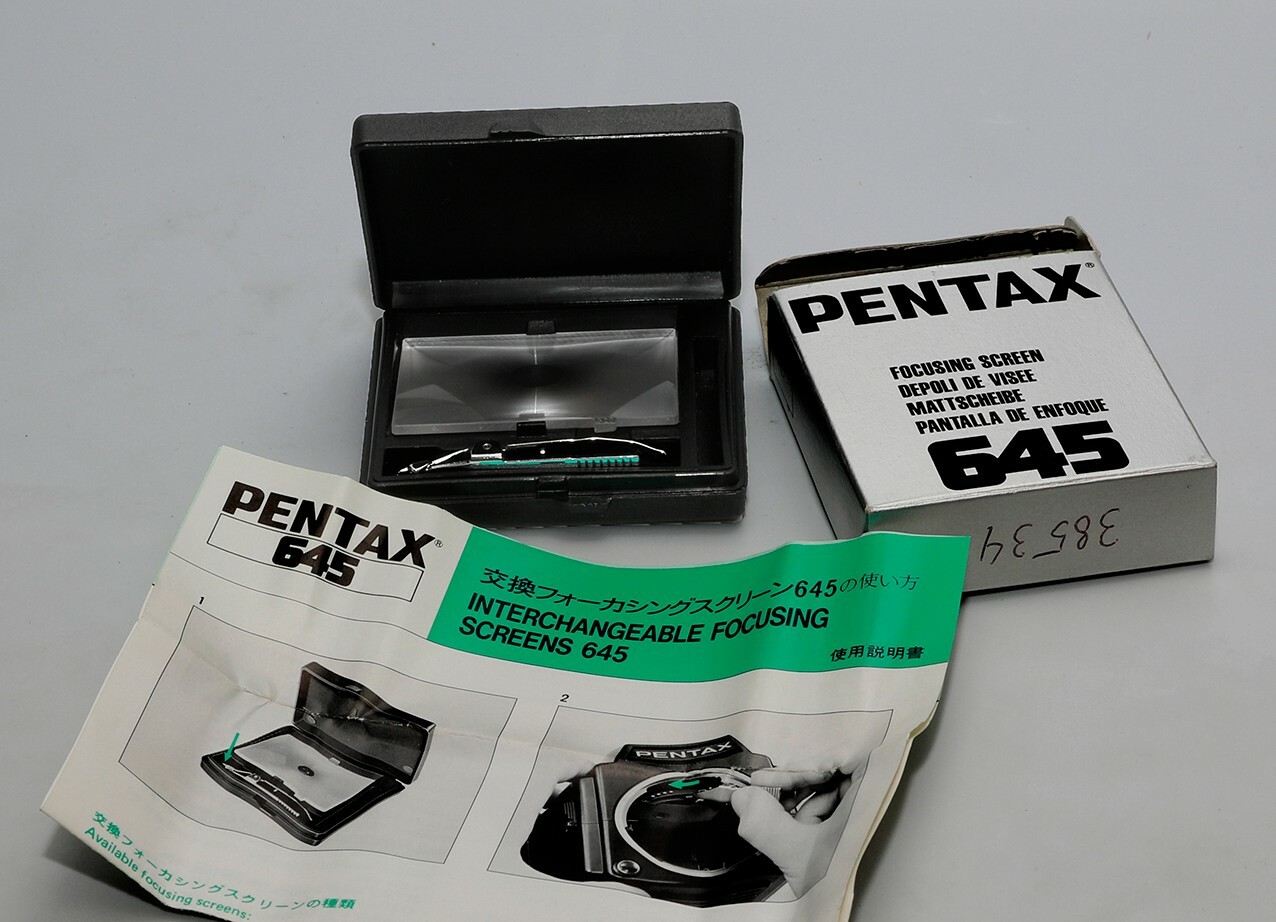 PENTAX®
FOCUSING SCREEN
DEPOLI DE VISEE
MATTSCHEIBE
PANTALLA DE ENFOQUE
645
38534
PENTAX®
645
交換フォーカシングスクリーン645の使い方
INTERCHANGEABLE FOCUSING
SCREENS 645
使用説明書
1
2
PENTAX
交換フォーカシングスクリーンの種類
Available focusing screens: